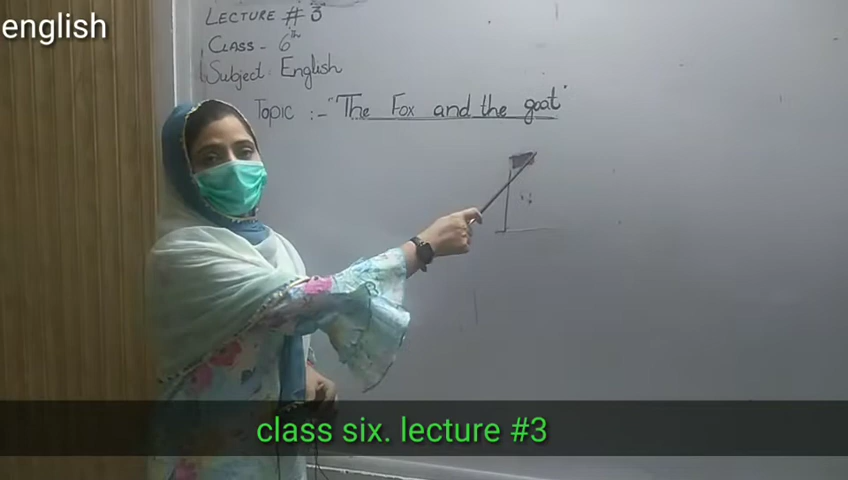 english
LECTURE # 3
CLASS - 6th
Subject: English
Topic :- "The Fox and the goat"
class six. lecture #3